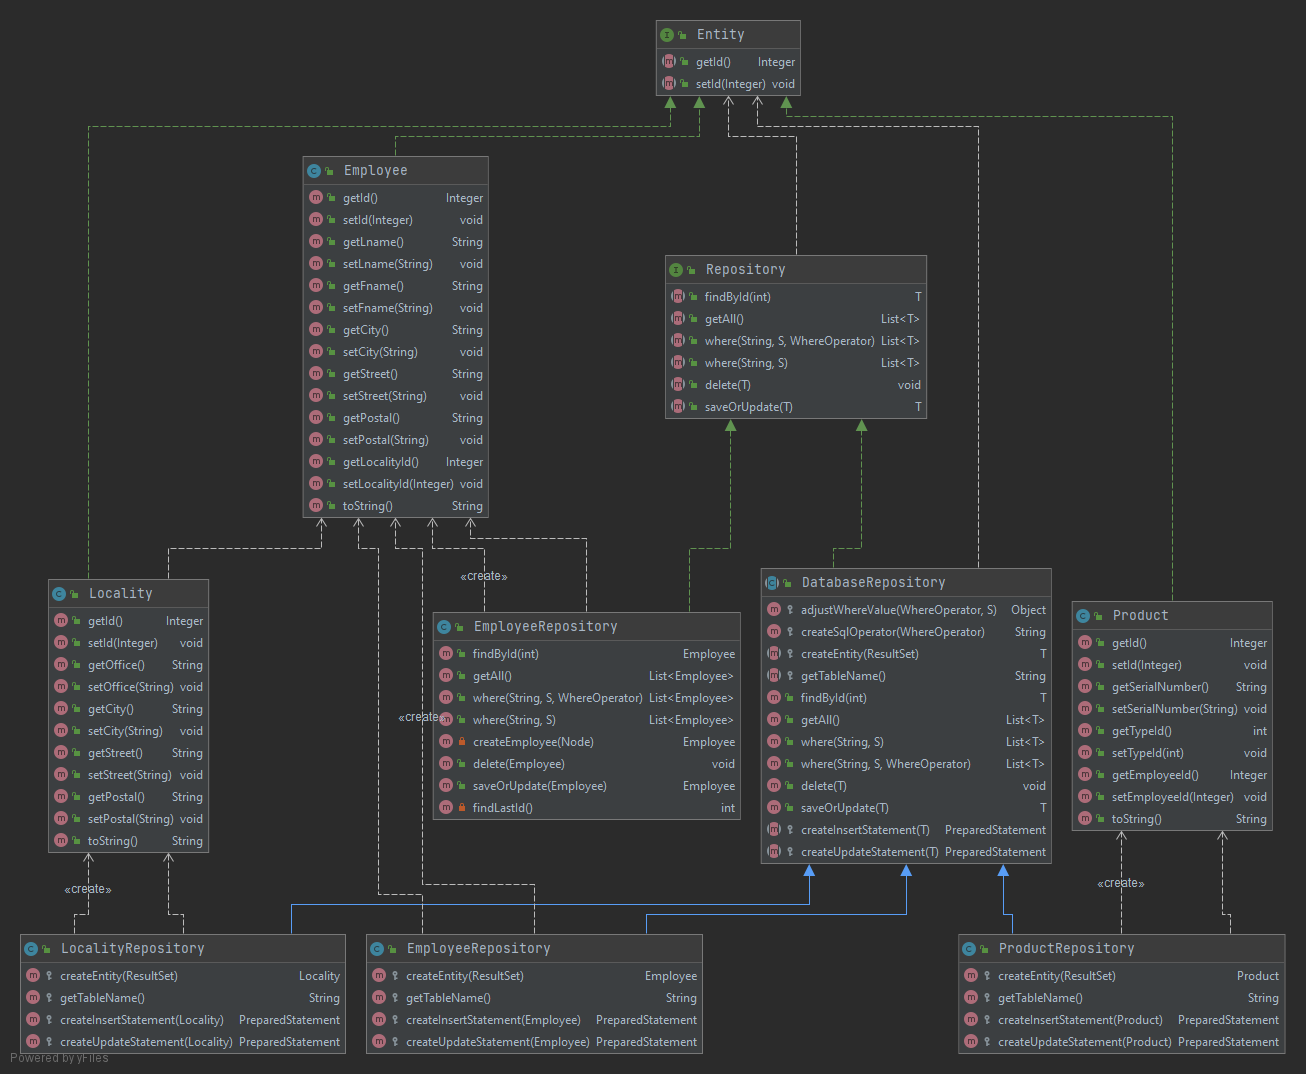 Entity
getId() Integer
setId(Integer) void
Employee
getId() Integer
setId(Integer) void
getLname() String
setLname(String) void
getFname() String
setFname(String) void
getCity() String
setCity(String) void
getStreet() String
setStreet(String) void
getPostal() String
setPostal(String) void
getLocalityId() Integer
setLocalityId(Integer) void
toString() String
Repository
findById(int) T
getAll() List<T>
where(String, S, WhereOperator) List<T>
where(String, S) List<T>
delete(T) void
saveOrUpdate(T) T
«create»
Locality
getId() Integer
setId(Integer) void
getOffice() String
setOffice(String) void
getCity() String
setCity(String) void
getStreet() String
setStreet(String) void
getPostal() String
setPostal(String) void
toString() String
EmployeeRepository
findById(int) Employee
getAll() List<Employee>
where(String, S, WhereOperator) List<Employee>
where(String, S) List<Employee>
createEmployee(Node) Employee
delete(Employee) void
saveOrUpdate(Employee) Employee
findLastId() int
«create»
DatabaseRepository
adjustWhereValue(WhereOperator, S) Object
createSqlOperator(WhereOperator) String
createEntity(ResultSet) T
getTableName() String
findById(int) T
getAll() List<T>
where(String, S) List<T>
where(String, S, WhereOperator) List<T>
delete(T) void
saveOrUpdate(T) T
createInsertStatement(T) PreparedStatement
createUpdateStatement(T) PreparedStatement
Product
getId() Integer
setId(Integer) void
getSerialNumber() String
setSerialNumber(String) void
getTypeId() int
setTypeId(int) void
getEmployeeId() Integer
setEmployeeId(Integer) void
toString() String
«create»
«create»
LocalityRepository
createEntity(ResultSet) Locality
getTableName() String
createInsertStatement(Locality) PreparedStatement
createUpdateStatement(Locality) PreparedStatement
EmployeeRepository
createEntity(ResultSet) Employee
getTableName() String
createInsertStatement(Employee) PreparedStatement
createUpdateStatement(Employee) PreparedStatement
ProductRepository
createEntity(ResultSet) Product
getTableName() String
createInsertStatement(Product) PreparedStatement
createUpdateStatement(Product) PreparedStatement
Powered by yFiles